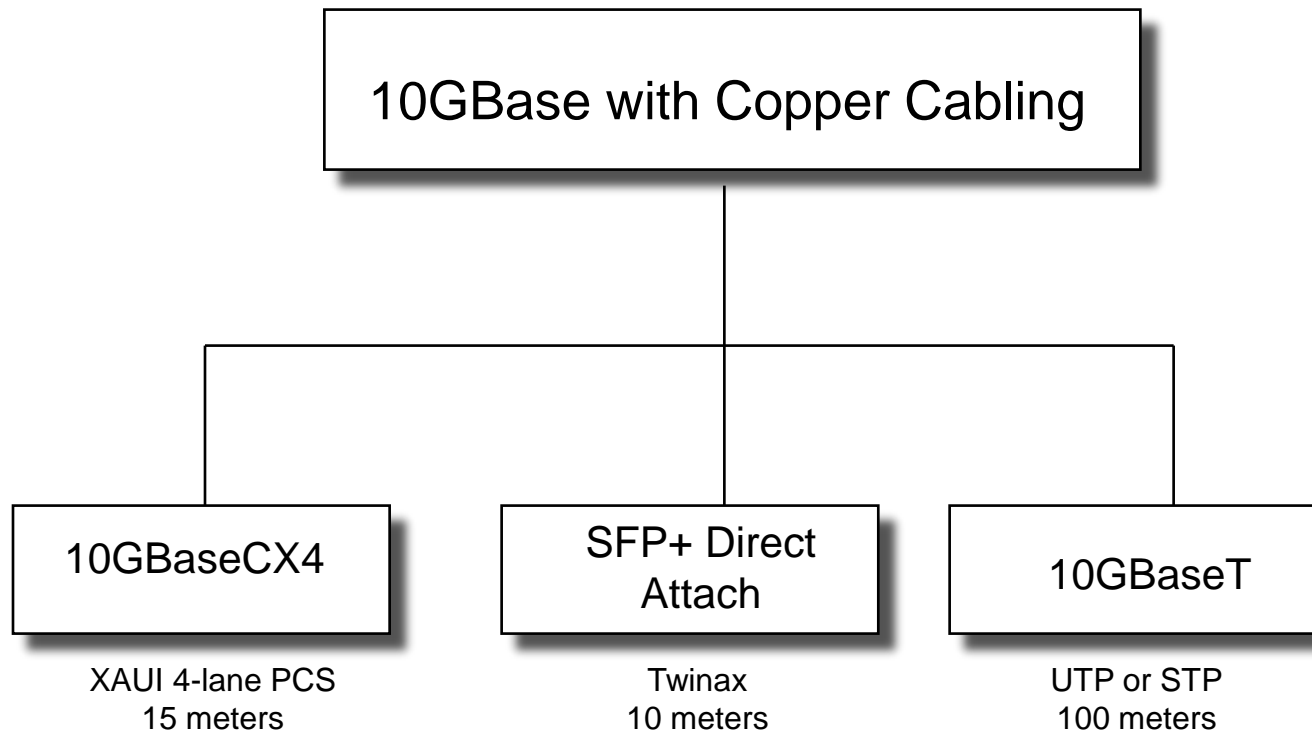 10GBase with Copper Cabling
10GBaseCX4
XAUI 4-lane PCS
15 meters
SFP+ Direct
Attach
Twinax
10 meters
10GBaseT
UTP or STP
100 meters